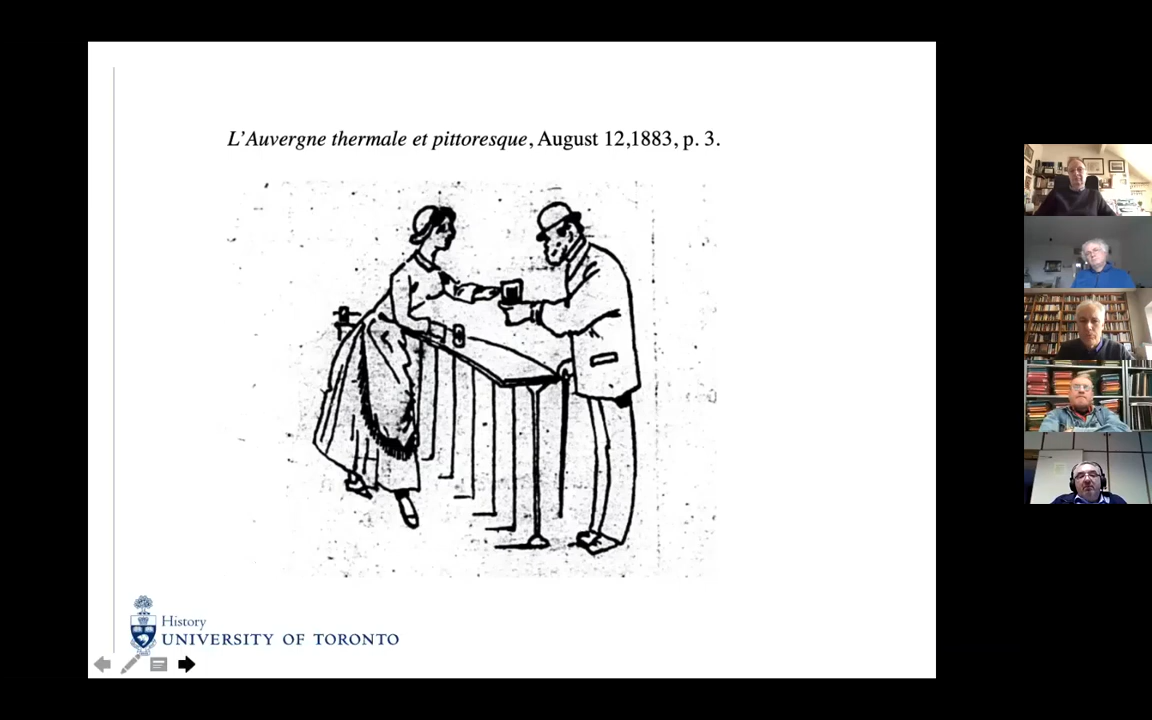 L'Auvergne thermale et pittoresque, August 12,1883, p. 3.
History
UNIVERSITY OF TORONTO